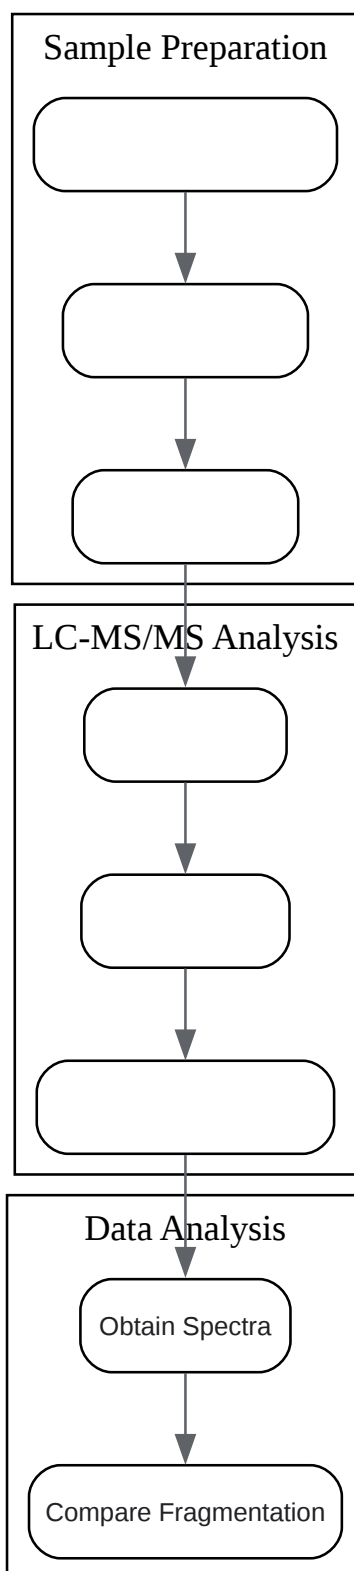 Sample Preparation
LC-MS/MS Analysis
Data Analysis
Obtain Spectra
Compare Fragmentation